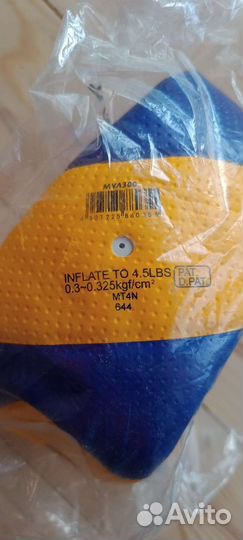 MVA300
INFLATE TO 4.5LBS
PAT.
D.PAT.
0.3~0.325kgf/cm²
MT4N
644
Avito